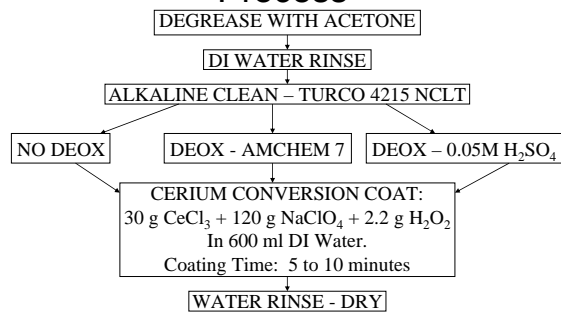 DEGREASE WITH ACETONE
DI WATER RINSE
ALKALINE CLEAN – TURCO 4215 NCLT
NO DEOX
DEOX - AMCHEM 7
DEOX – 0.05M H₂SO₄
CERIUM CONVERSION COAT:
30 g CeCl₃ + 120 g NaClO₄ + 2.2 g H₂O₂
In 600 ml DI Water.
Coating Time: 5 to 10 minutes
WATER RINSE - DRY